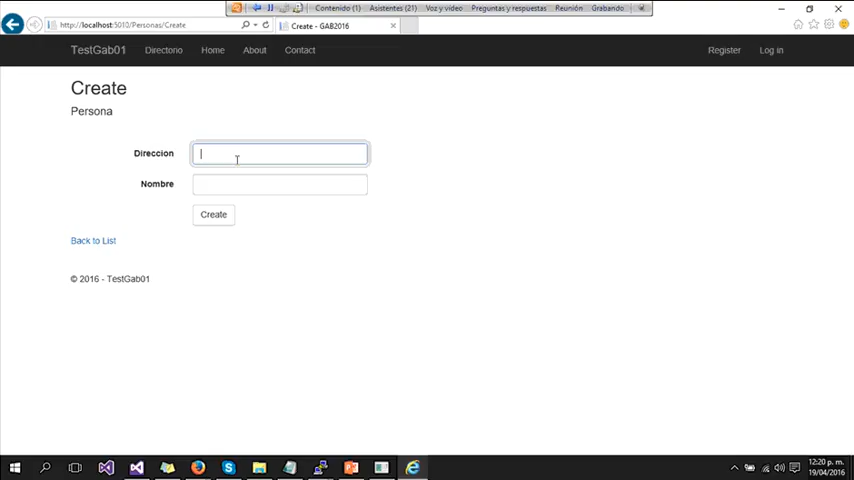 Contenido (1) Asistentes (21) Voz y vídeo Preguntas y respuestas Reunión Grabando
http://localhost:5010/Personas/Create
Create - GAB2016
TestGab01 Directorio Home About Contact Register Log in
Create
Persona
Direccion
Nombre
Create
Back to List
© 2016 - TestGab01
12:20 p. m.
19/04/2016